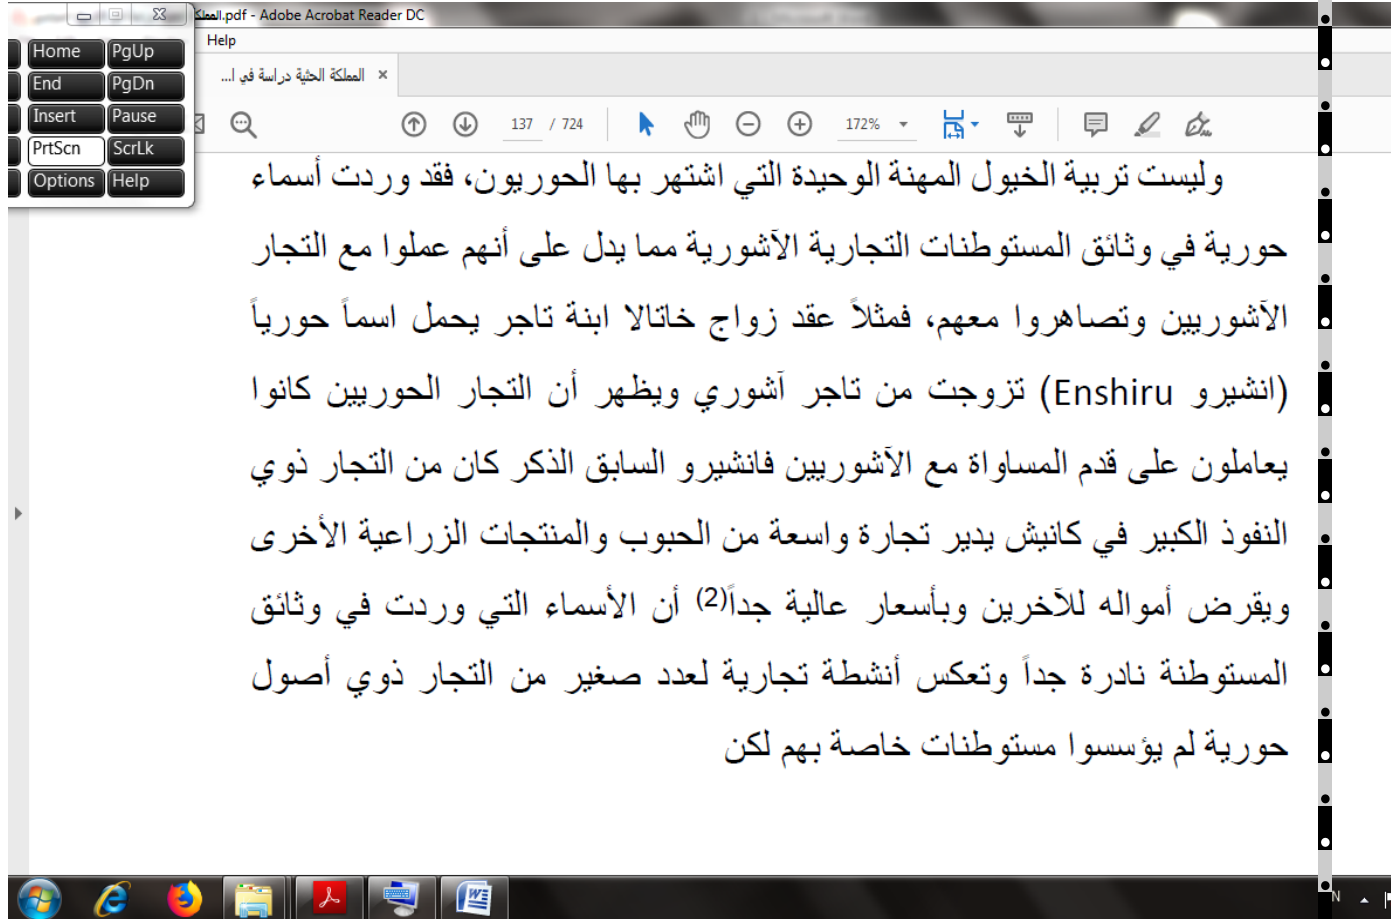 المملكة.pdf - Adobe Acrobat Reader DC
Help
Home PgUp
End PgDn
Insert Pause
PrtScn ScrLk
Options Help
المملكة الحثية دراسة في ا...
137 / 724
172%
وليست تربية الخيول المهنة الوحيدة التي اشتهر بها الحوريون، فقد وردت أسماء
حورية في وثائق المستوطنات التجارية الآشورية مما يدل على أنهم عملوا مع التجار
الآشوريين وتصاهروا معهم، فمثلاً عقد زواج خاتالا ابنة تاجر يحمل اسماً حورياً
(انشيرو Enshiru) تزوجت من تاجر آشوري ويظهر أن التجار الحوريين كانوا
يعاملون على قدم المساواة مع الآشوريين فانشيرو السابق الذكر كان من التجار ذوي
النفوذ الكبير في كانيش يدير تجارة واسعة من الحبوب والمنتجات الزراعية الأخرى
ويقرض أمواله للآخرين وبأسعار عالية جداً(2) أن الأسماء التي وردت في وثائق
المستوطنة نادرة جداً وتعكس أنشطة تجارية لعدد صغير من التجار ذوي أصول
حورية لم يؤسسوا مستوطنات خاصة بهم لكن